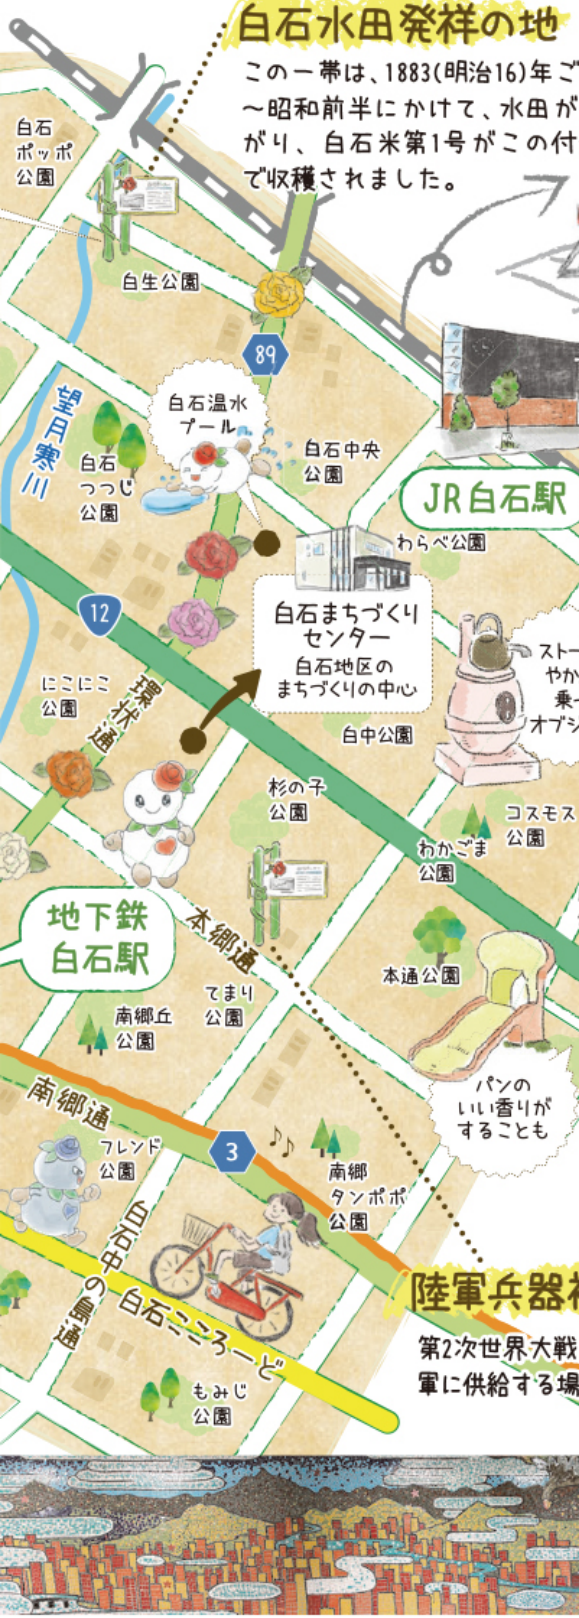 白石水田発祥の地
この一帯は、1883(明治16)年ご
～昭和前半にかけて、水田が
がり、白石米第1号がこの付
で収穫されました。
白石
ポッポ
公園
白生公園
89
望月寒川
白石温水
プール
白石
つつじ
公園
白石中央
公園
JR白石駅
わらべ公園
12
白石まちづくり
センター
白石地区の
まちづくりの中心
環状通
にこにこ
公園
白中公園
ストー
やか
乗っ
オブジ
杉の子
公園
コスモス
公園
わかごま
公園
地下鉄
白石駅
本郷通
本通公園
てまり
公園
南郷丘
公園
パンの
いい香りが
することも
南郷通
3
フレンド
公園
南郷
タンポポ
公園
白石中の島通
白石こころーど
陸軍兵器
第2次世界大戦
軍に供給する場
もみじ
公園